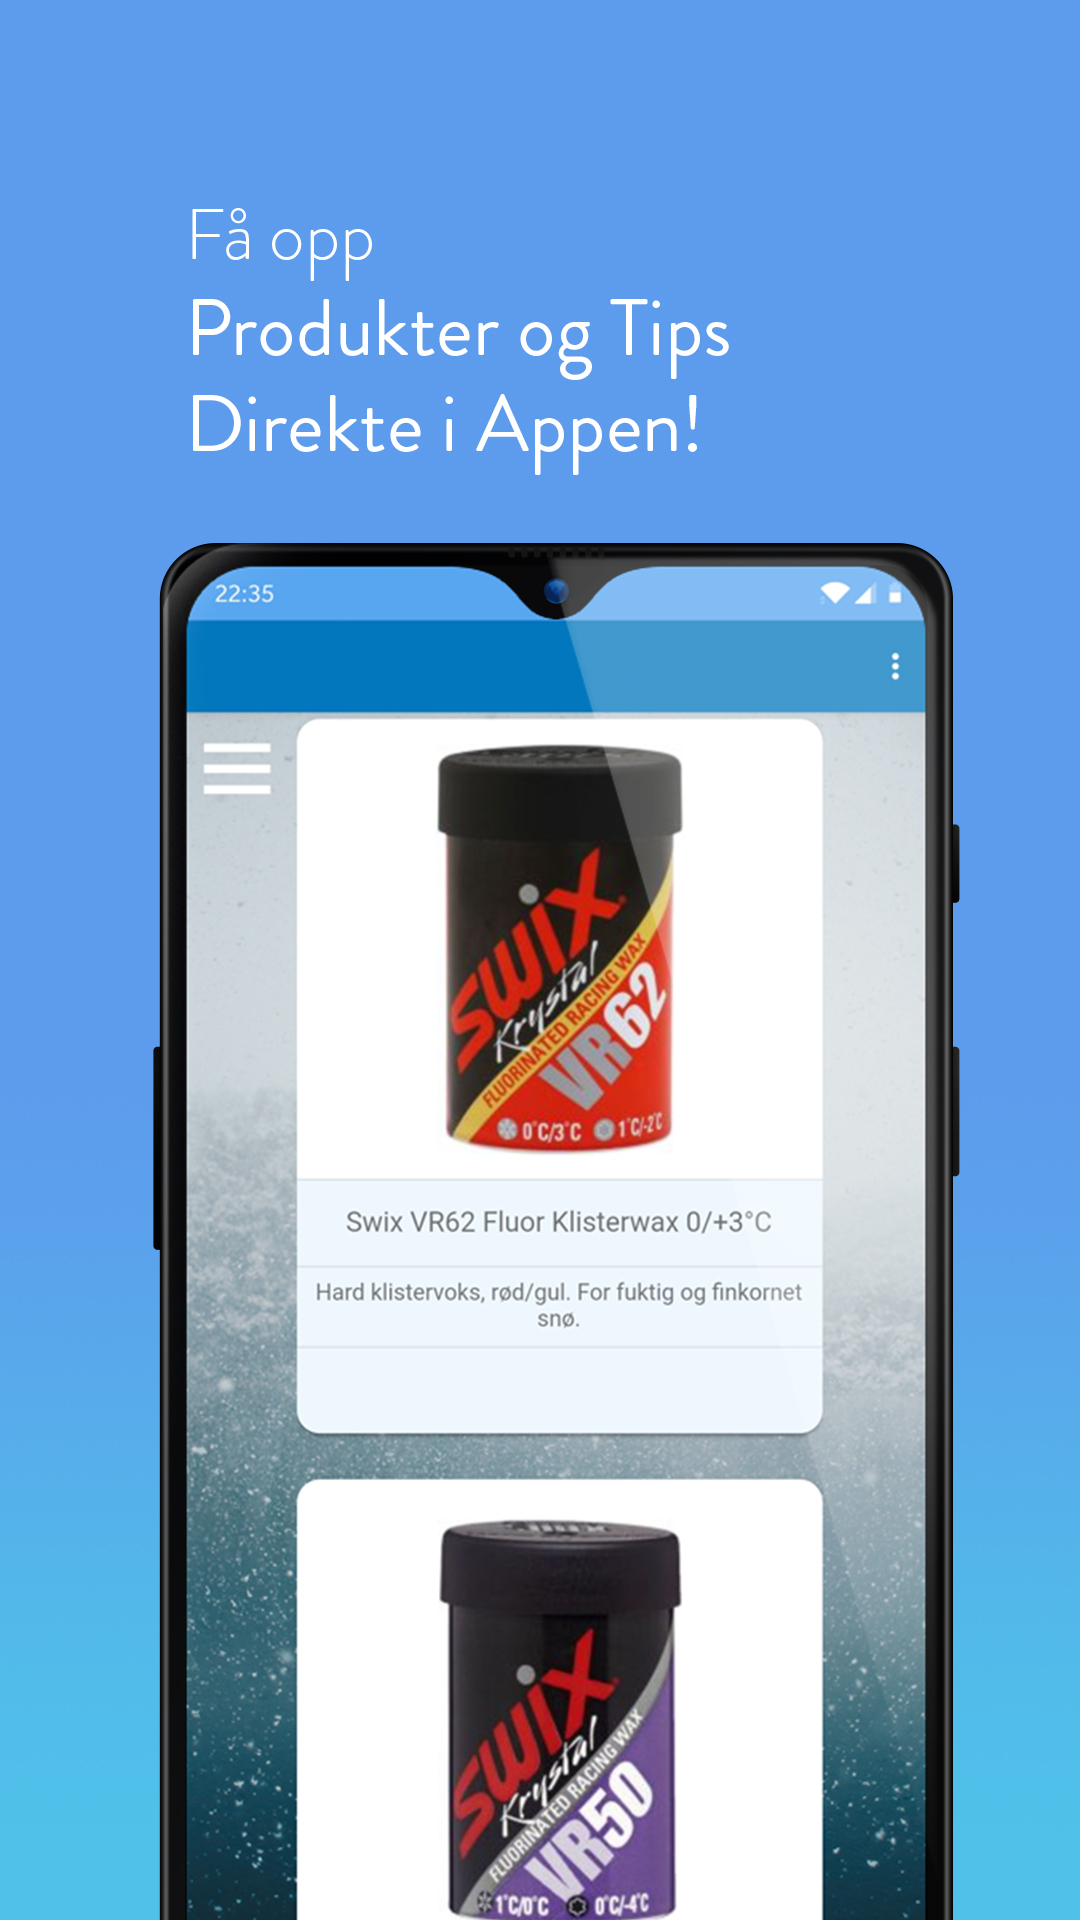 Få opp
Produkter og Tips
Direkte i Appen!
22:35
SWIX
Krystal
FLUORINATED RACING WAX
VR62
0°C/3°C 1°C/-2°C
Swix VR62 Fluor Klisterwax 0/+3°C
Hard klistervoks, rød/gul. For fuktig og finkornet
snø.
SWIX
Krystal
FLUORINATED RACING WAX
VR50
1°C/0°C 0°C/-4°C